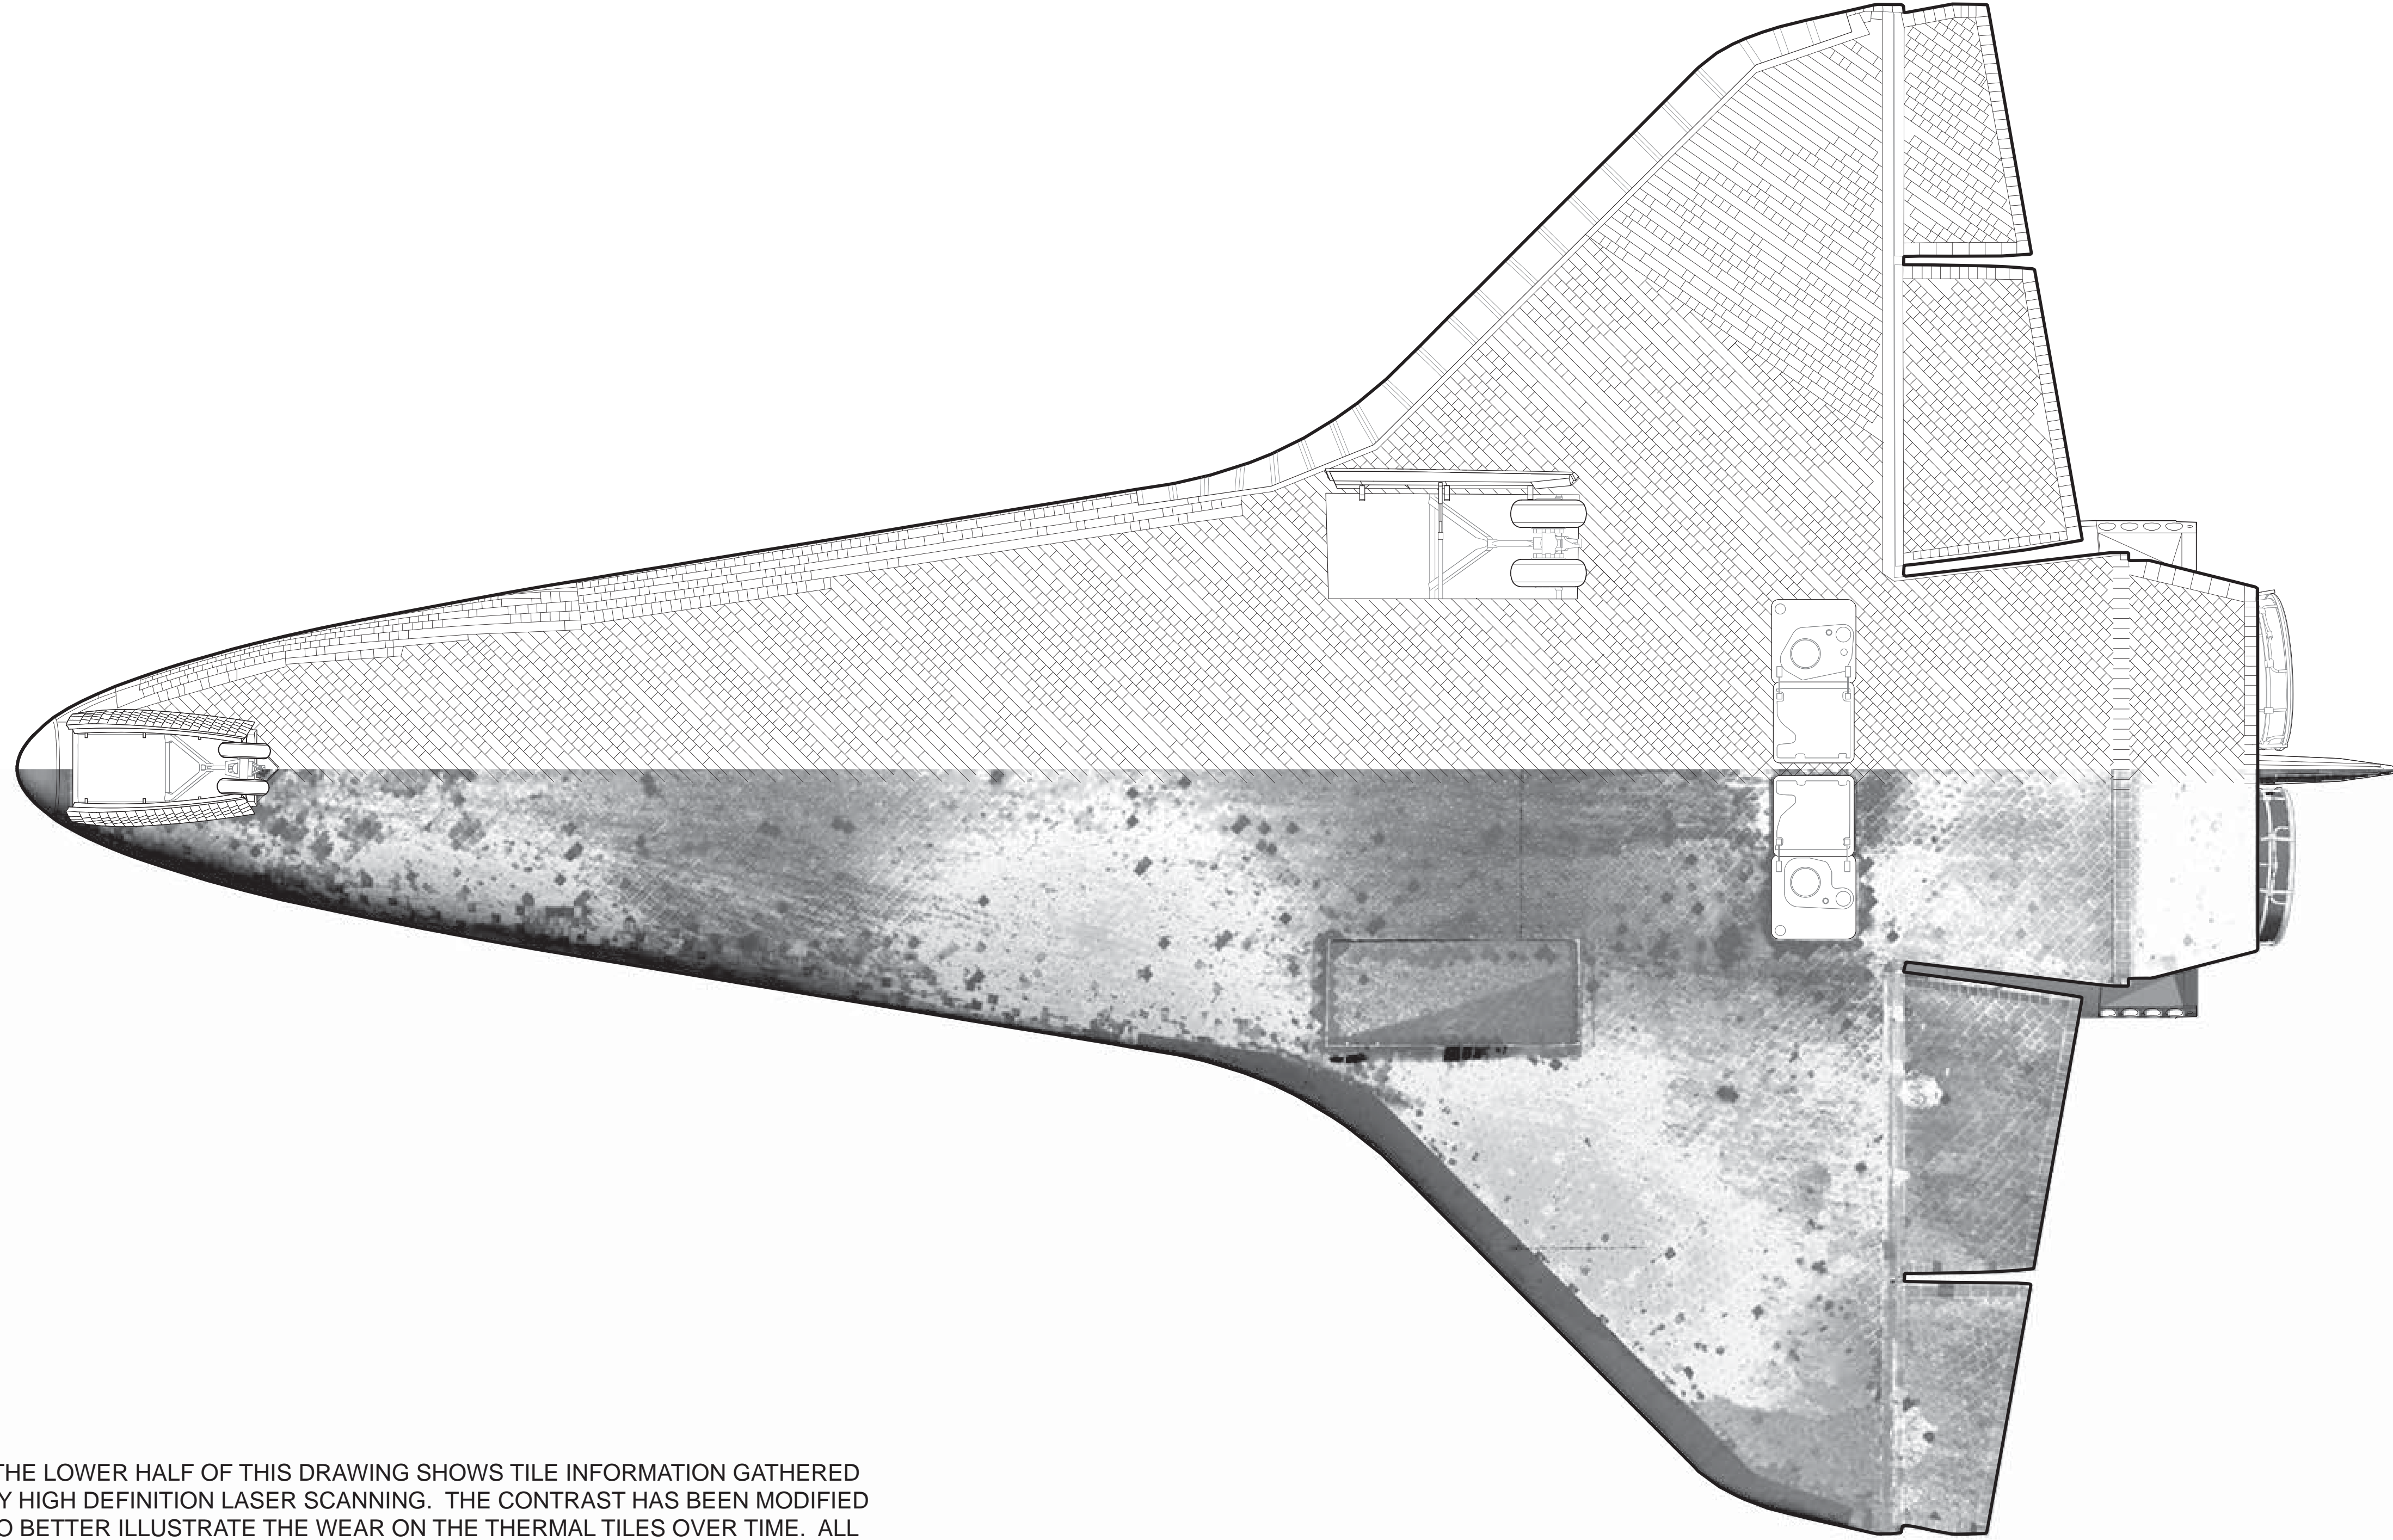 THE LOWER HALF OF THIS DRAWING SHOWS TILE INFORMATION GATHERED
Y HIGH DEFINITION LASER SCANNING.  THE CONTRAST HAS BEEN MODIFIED
O BETTER ILLUSTRATE THE WEAR ON THE THERMAL TILES OVER TIME.  ALL